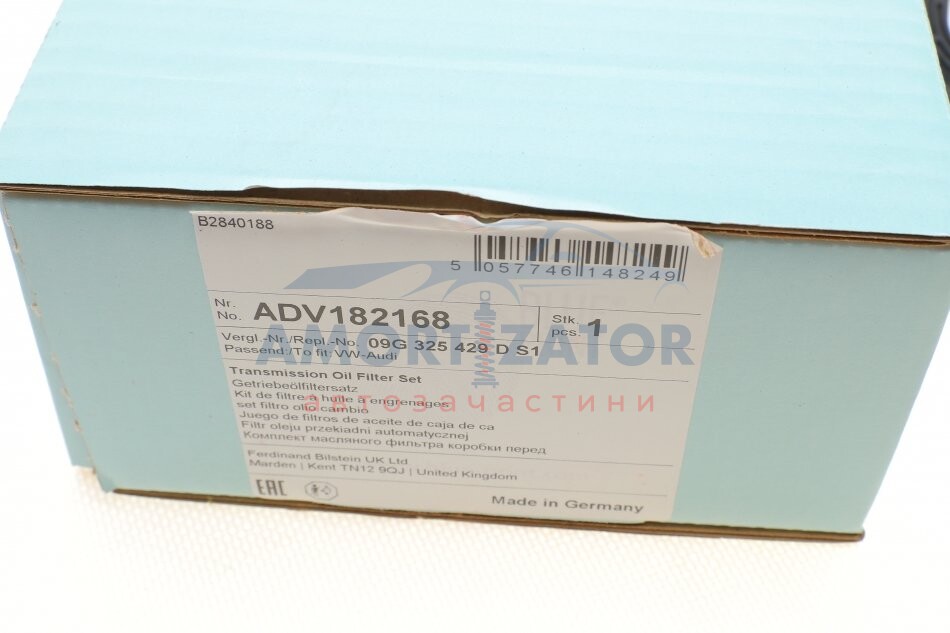 B2840188
5 057746 148249
Nr.
No. ADV182168
Stk.
pcs. 1
Vergl.-Nr./Repl.-No. 09G 325 429 D S1
Passend:/To fit: VW-Audi
Transmission Oil Filter Set
Getriebeölfiltersatz
Kit de filtre à huile d'engrenages
set filtro olio cambio
Juego de filtros de aceite de caja de ca
Filtr oleju przekładni automatycznej
Комплект масляного фильтра коробки перед
Ferdinand Bilstein UK Ltd
Marden | Kent TN12 9QJ | United Kingdom
EAC
Made in Germany
AMORTIZATOR
автозачастини